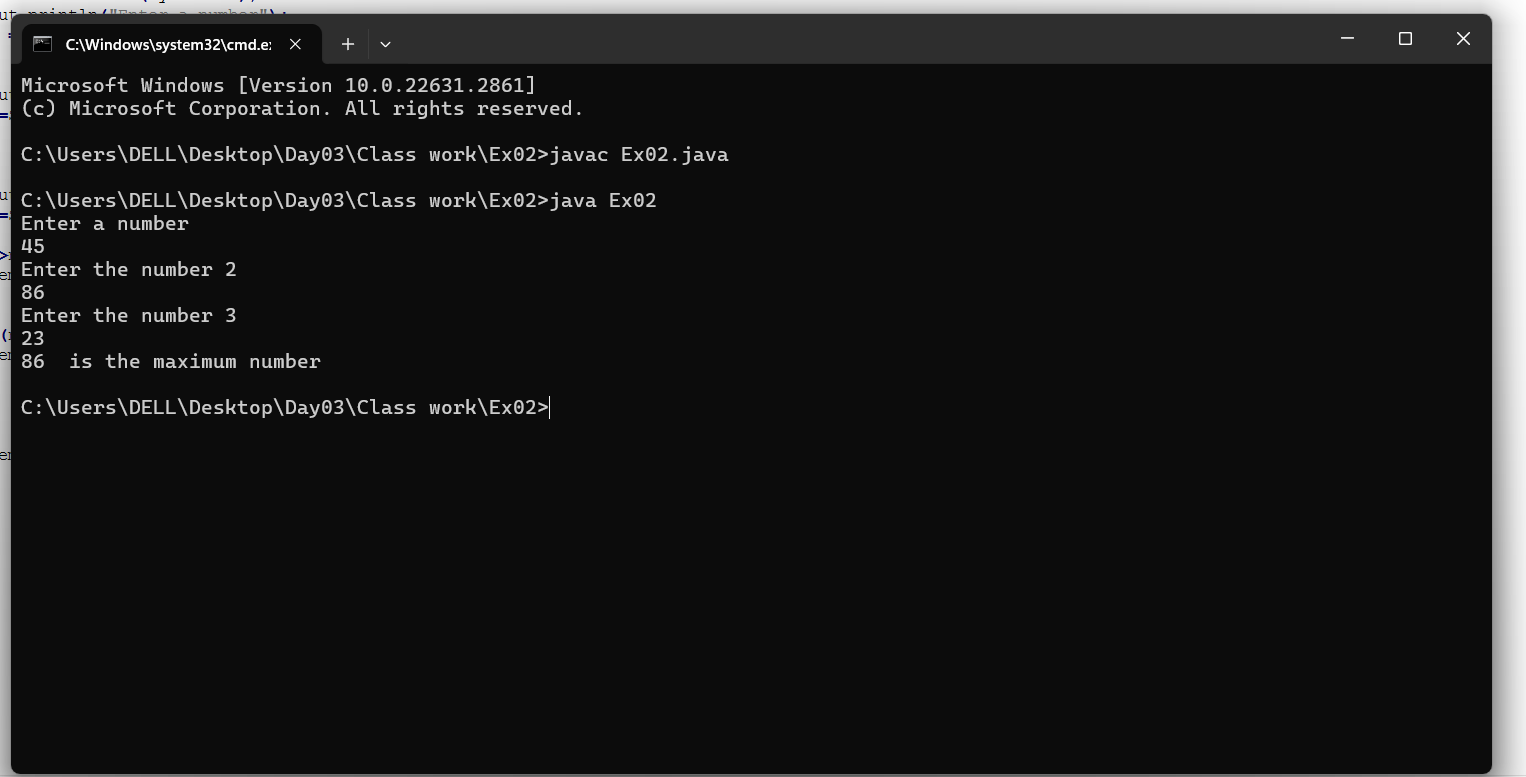 ut.println("Enter a number");
C:\Windows\system32\cmd.e
Microsoft Windows [Version 10.0.22631.2861]
(c) Microsoft Corporation. All rights reserved.
C:\Users\DELL\Desktop\Day03\Class work\Ex02>javac Ex02.java
C:\Users\DELL\Desktop\Day03\Class work\Ex02>java Ex02
Enter a number
45
Enter the number 2
86
Enter the number 3
23
86  is the maximum number
C:\Users\DELL\Desktop\Day03\Class work\Ex02>